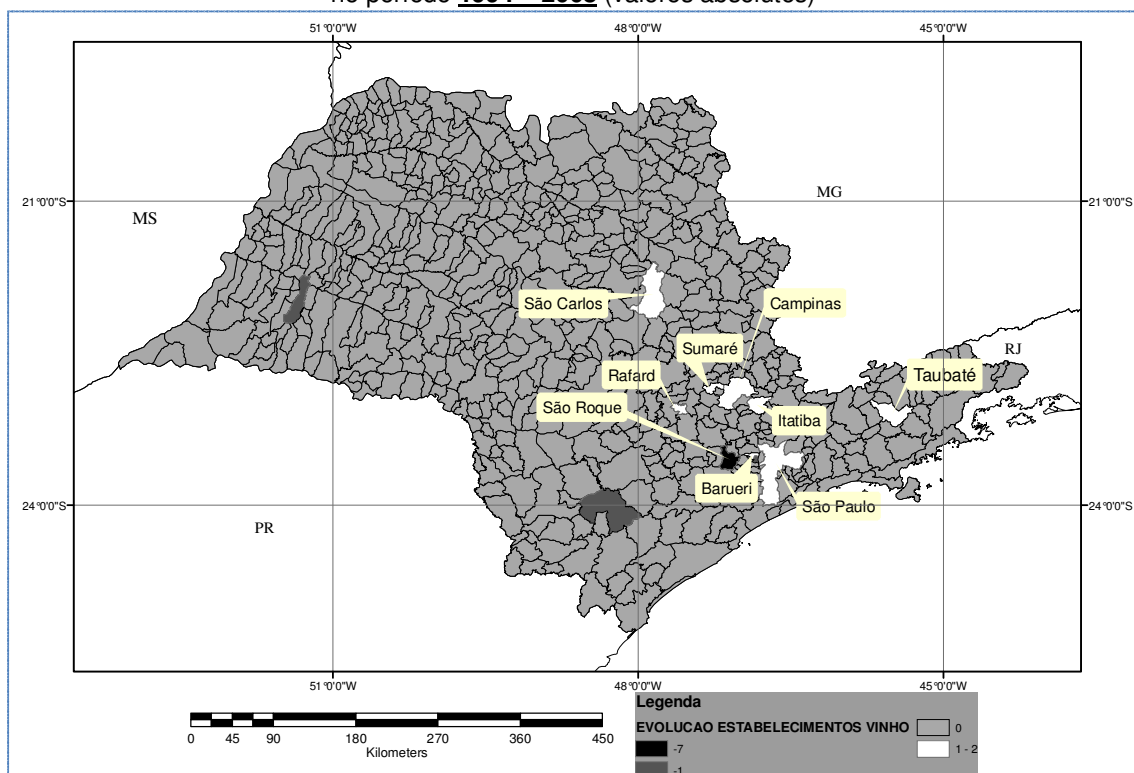 no período (valores absolutos)
51°0'0"W 48°0'0"W 45°0'0"W
21°0'0"S 21°0'0"S
MG
MS
São Carlos
Campinas
Sumaré
RJ
Rafard
Taubaté
São Roque
Itatiba
Barueri
São Paulo
24°0'0"S 24°0'0"S
PR
51°0'0"W 48°0'0"W 45°0'0"W
0 45 90 180 270 360 450
Kilometers
Legenda
EVOLUCAO ESTABELECIMENTOS VINHO
0
-7
1 - 2
-1